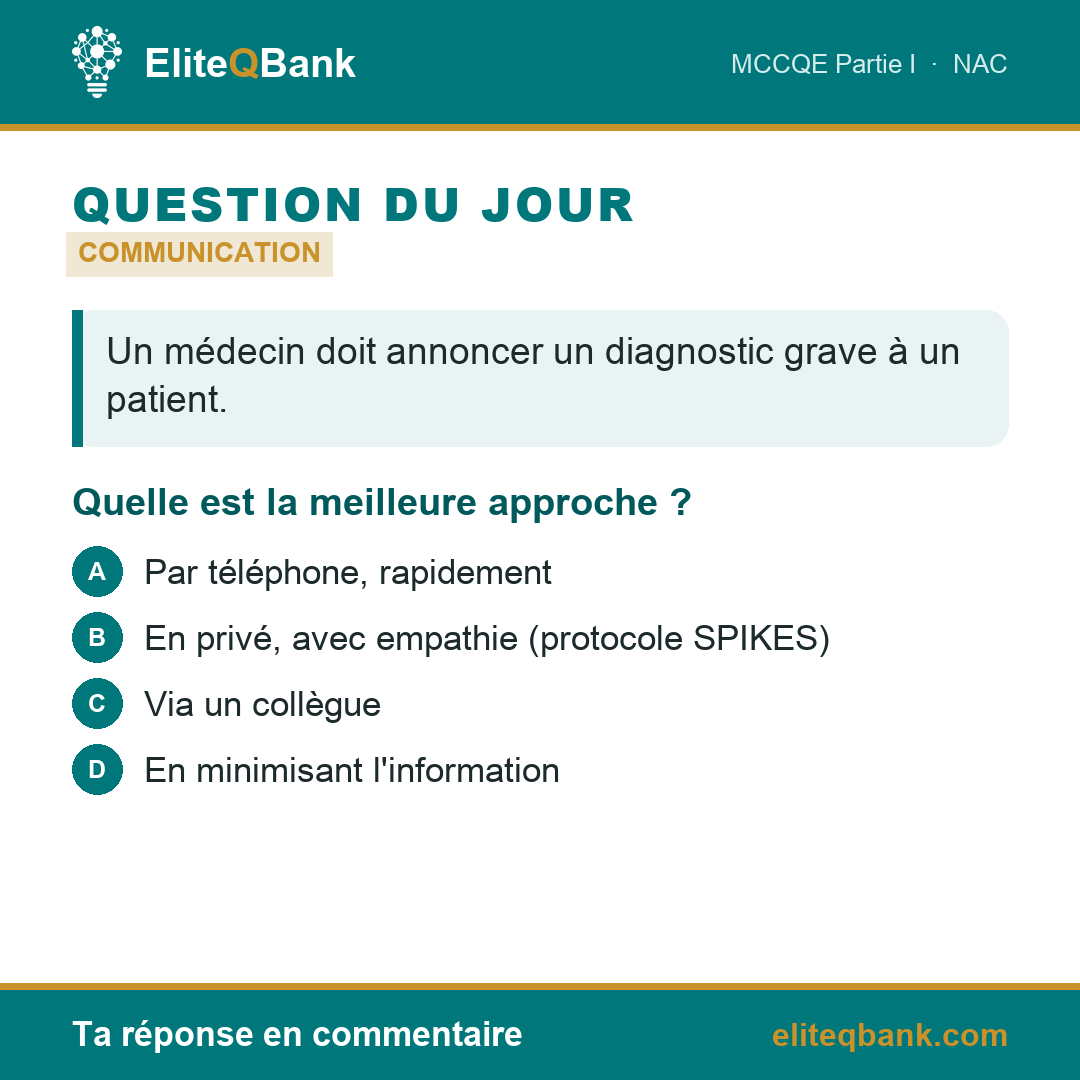 EliteQBank
MCCQE Partie I · NAC
QUESTION DU JOUR
COMMUNICATION
Un médecin doit annoncer un diagnostic grave à un
patient.
Quelle est la meilleure approche ?
A Par téléphone, rapidement
B En privé, avec empathie (protocole SPIKES)
C Via un collègue
D En minimisant l'information
Ta réponse en commentaire
eliteqbank.com